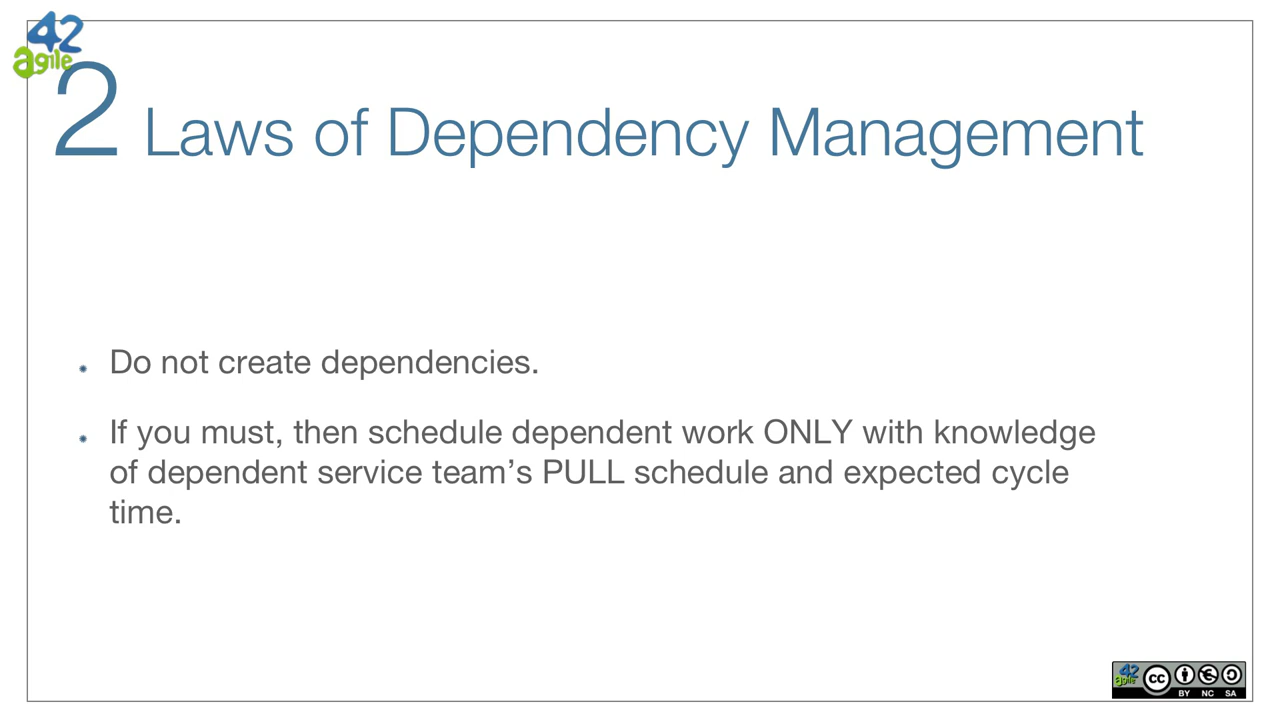 42
agile
2 Laws of Dependency Management
Do not create dependencies.
If you must, then schedule dependent work ONLY with knowledge
of dependent service team’s PULL schedule and expected cycle
time.
42
agile
cc
BY NC SA